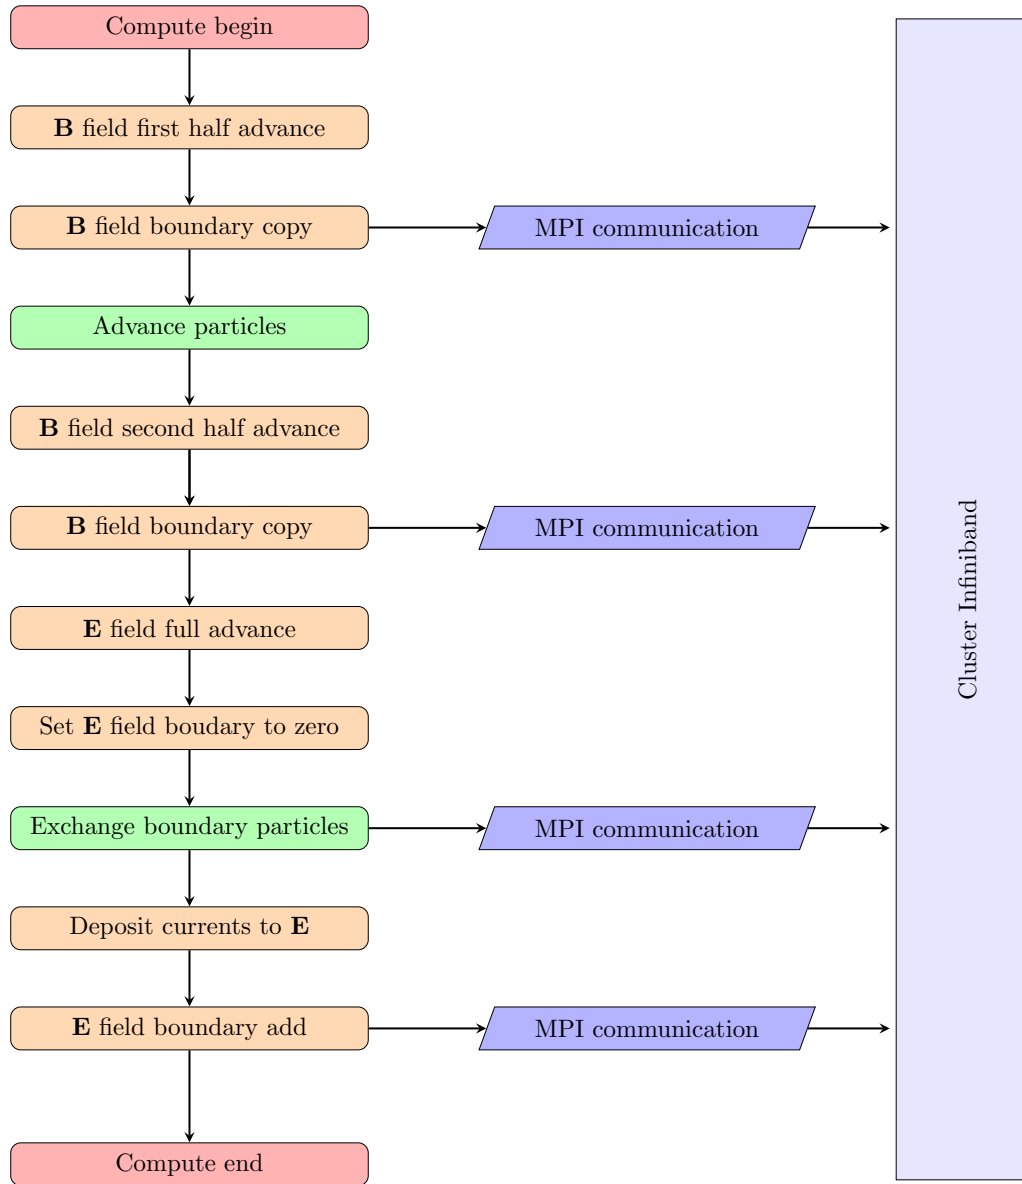 Compute begin
B field first half advance
B field boundary copy
MPI communication
Advance particles
B field second half advance
B field boundary copy
MPI communication
E field full advance
Set E field boudary to zero
Exchange boundary particles
MPI communication
Deposit currents to E
E field boundary add
MPI communication
Compute end
Cluster Infiniband